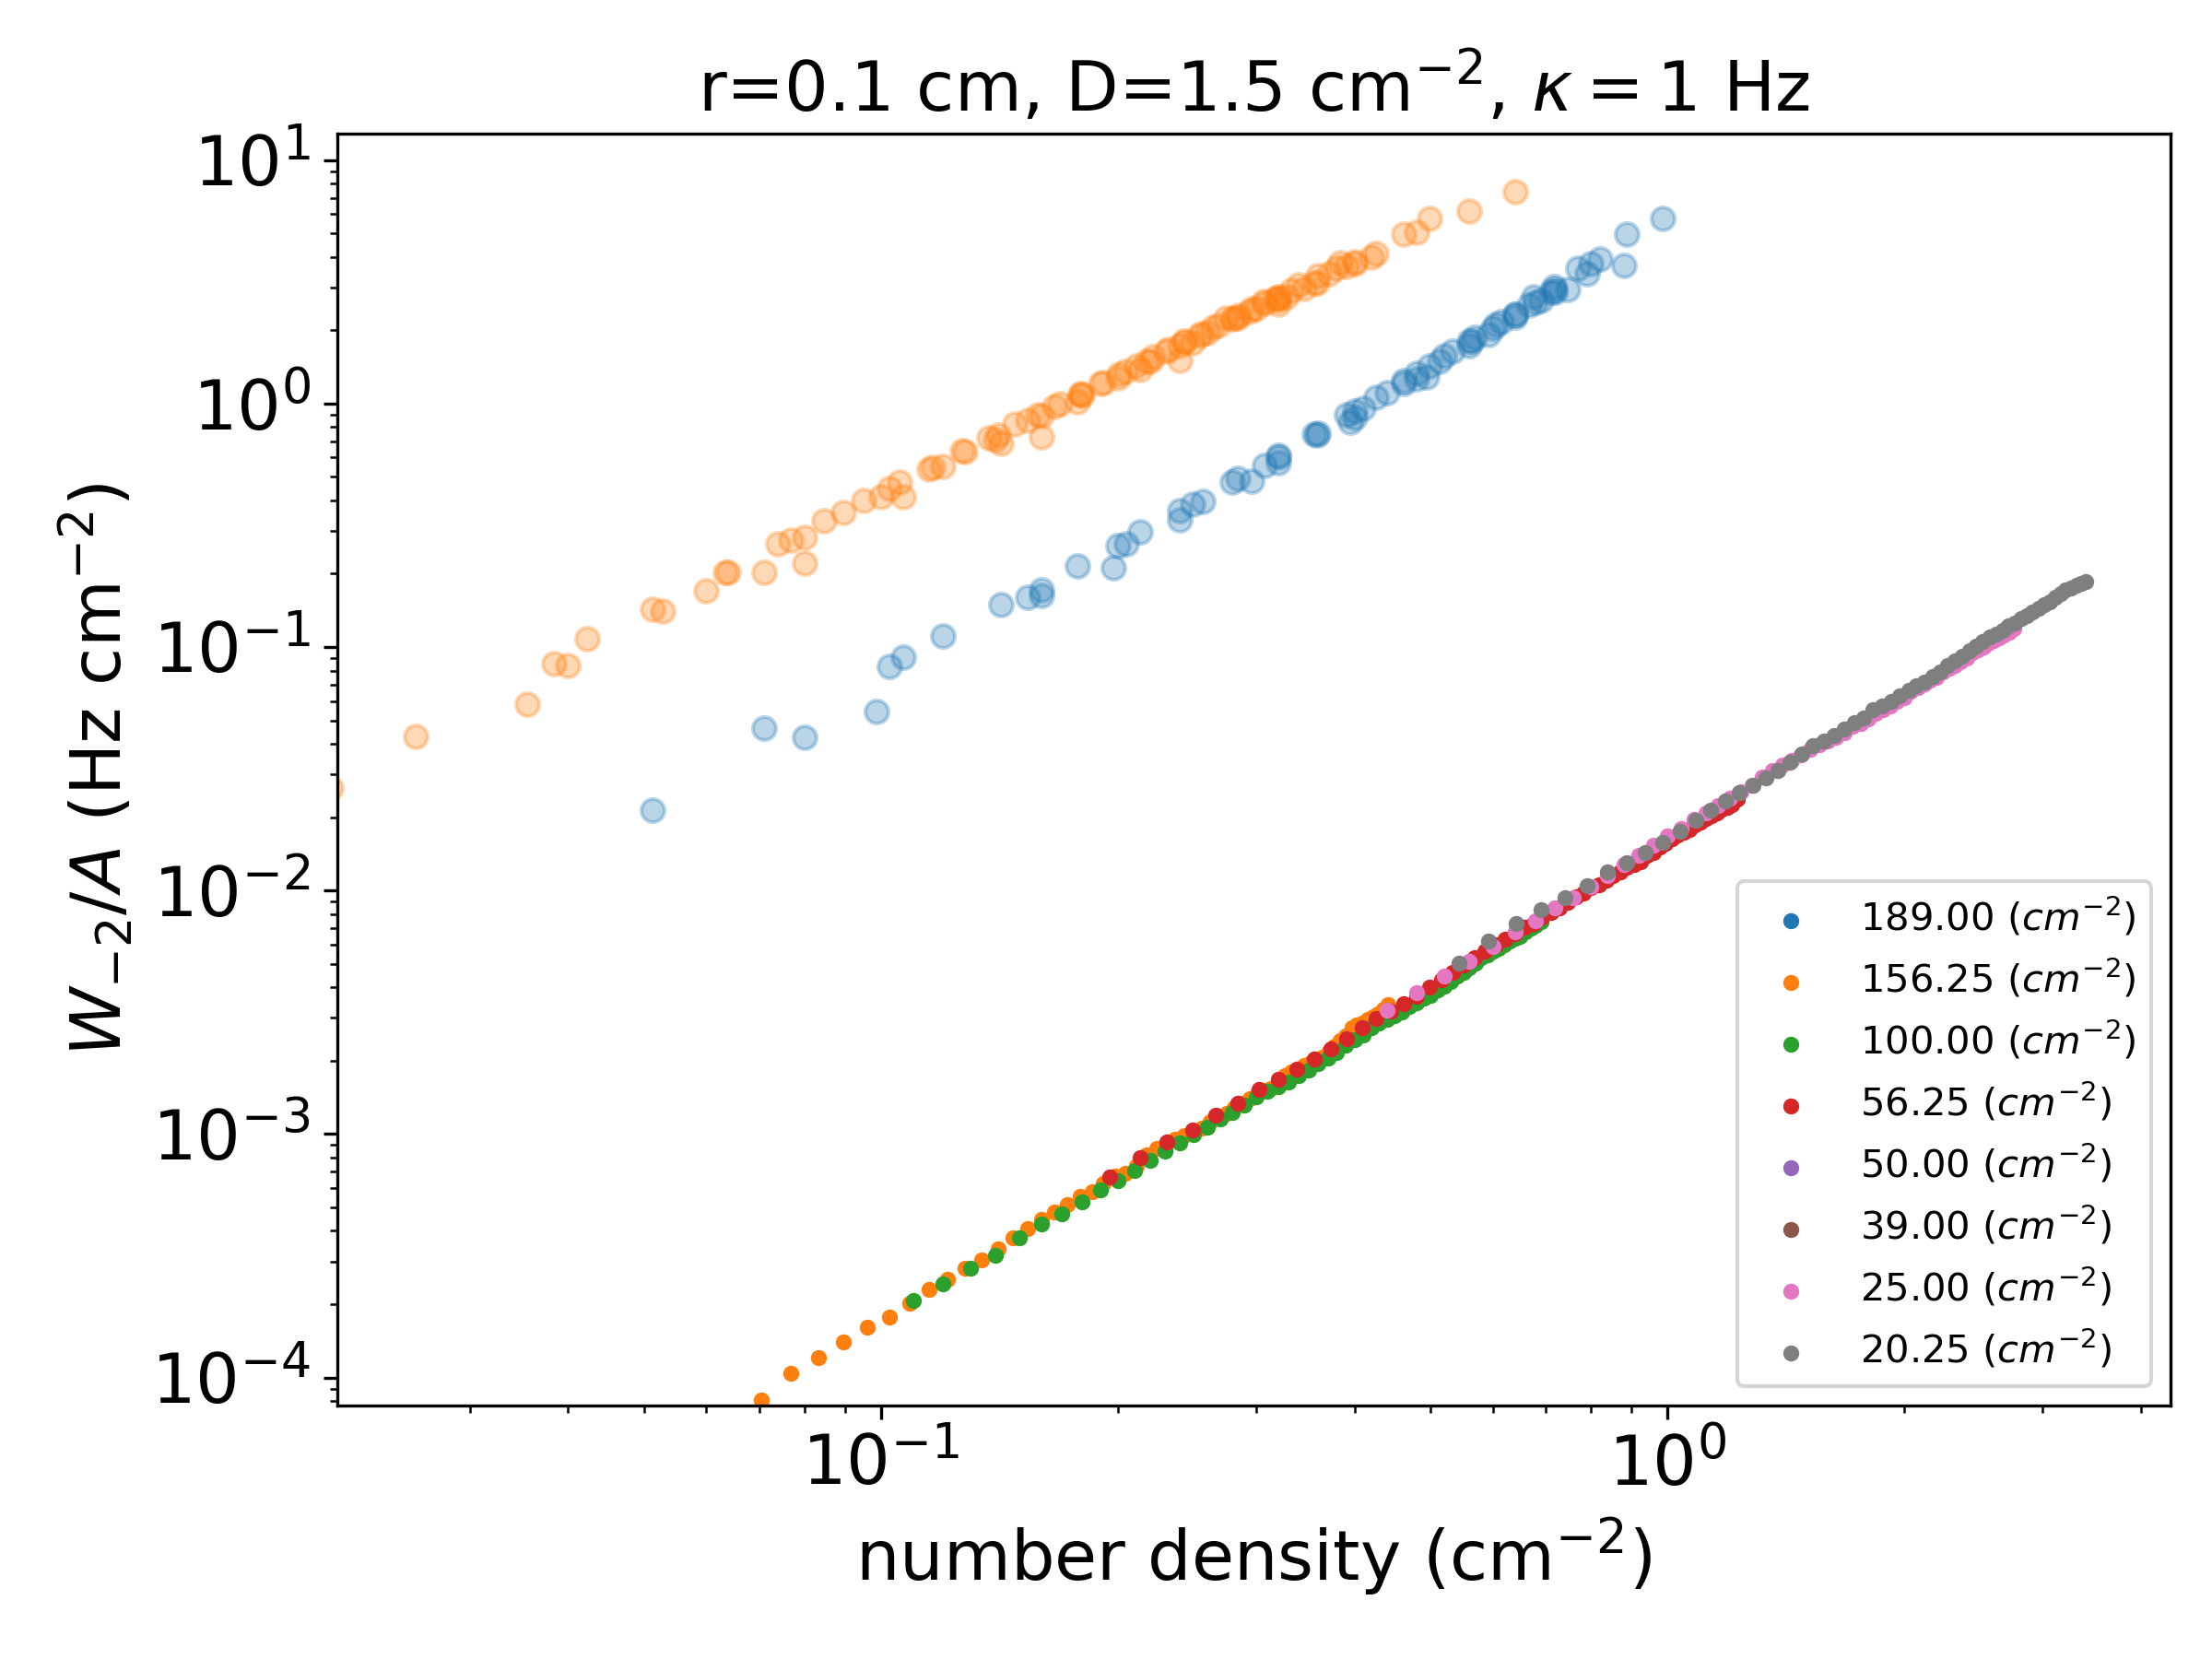 r=0.1 cm, D=1.5 cm⁻², κ = 1 Hz
10¹
10⁰
10⁻¹
10⁻²
10⁻³
10⁻⁴
W₋₂/A (Hz cm⁻²)
189.00 (cm⁻²)
156.25 (cm⁻²)
100.00 (cm⁻²)
56.25 (cm⁻²)
50.00 (cm⁻²)
39.00 (cm⁻²)
25.00 (cm⁻²)
20.25 (cm⁻²)
10⁻¹ 10⁰
number density (cm⁻²)